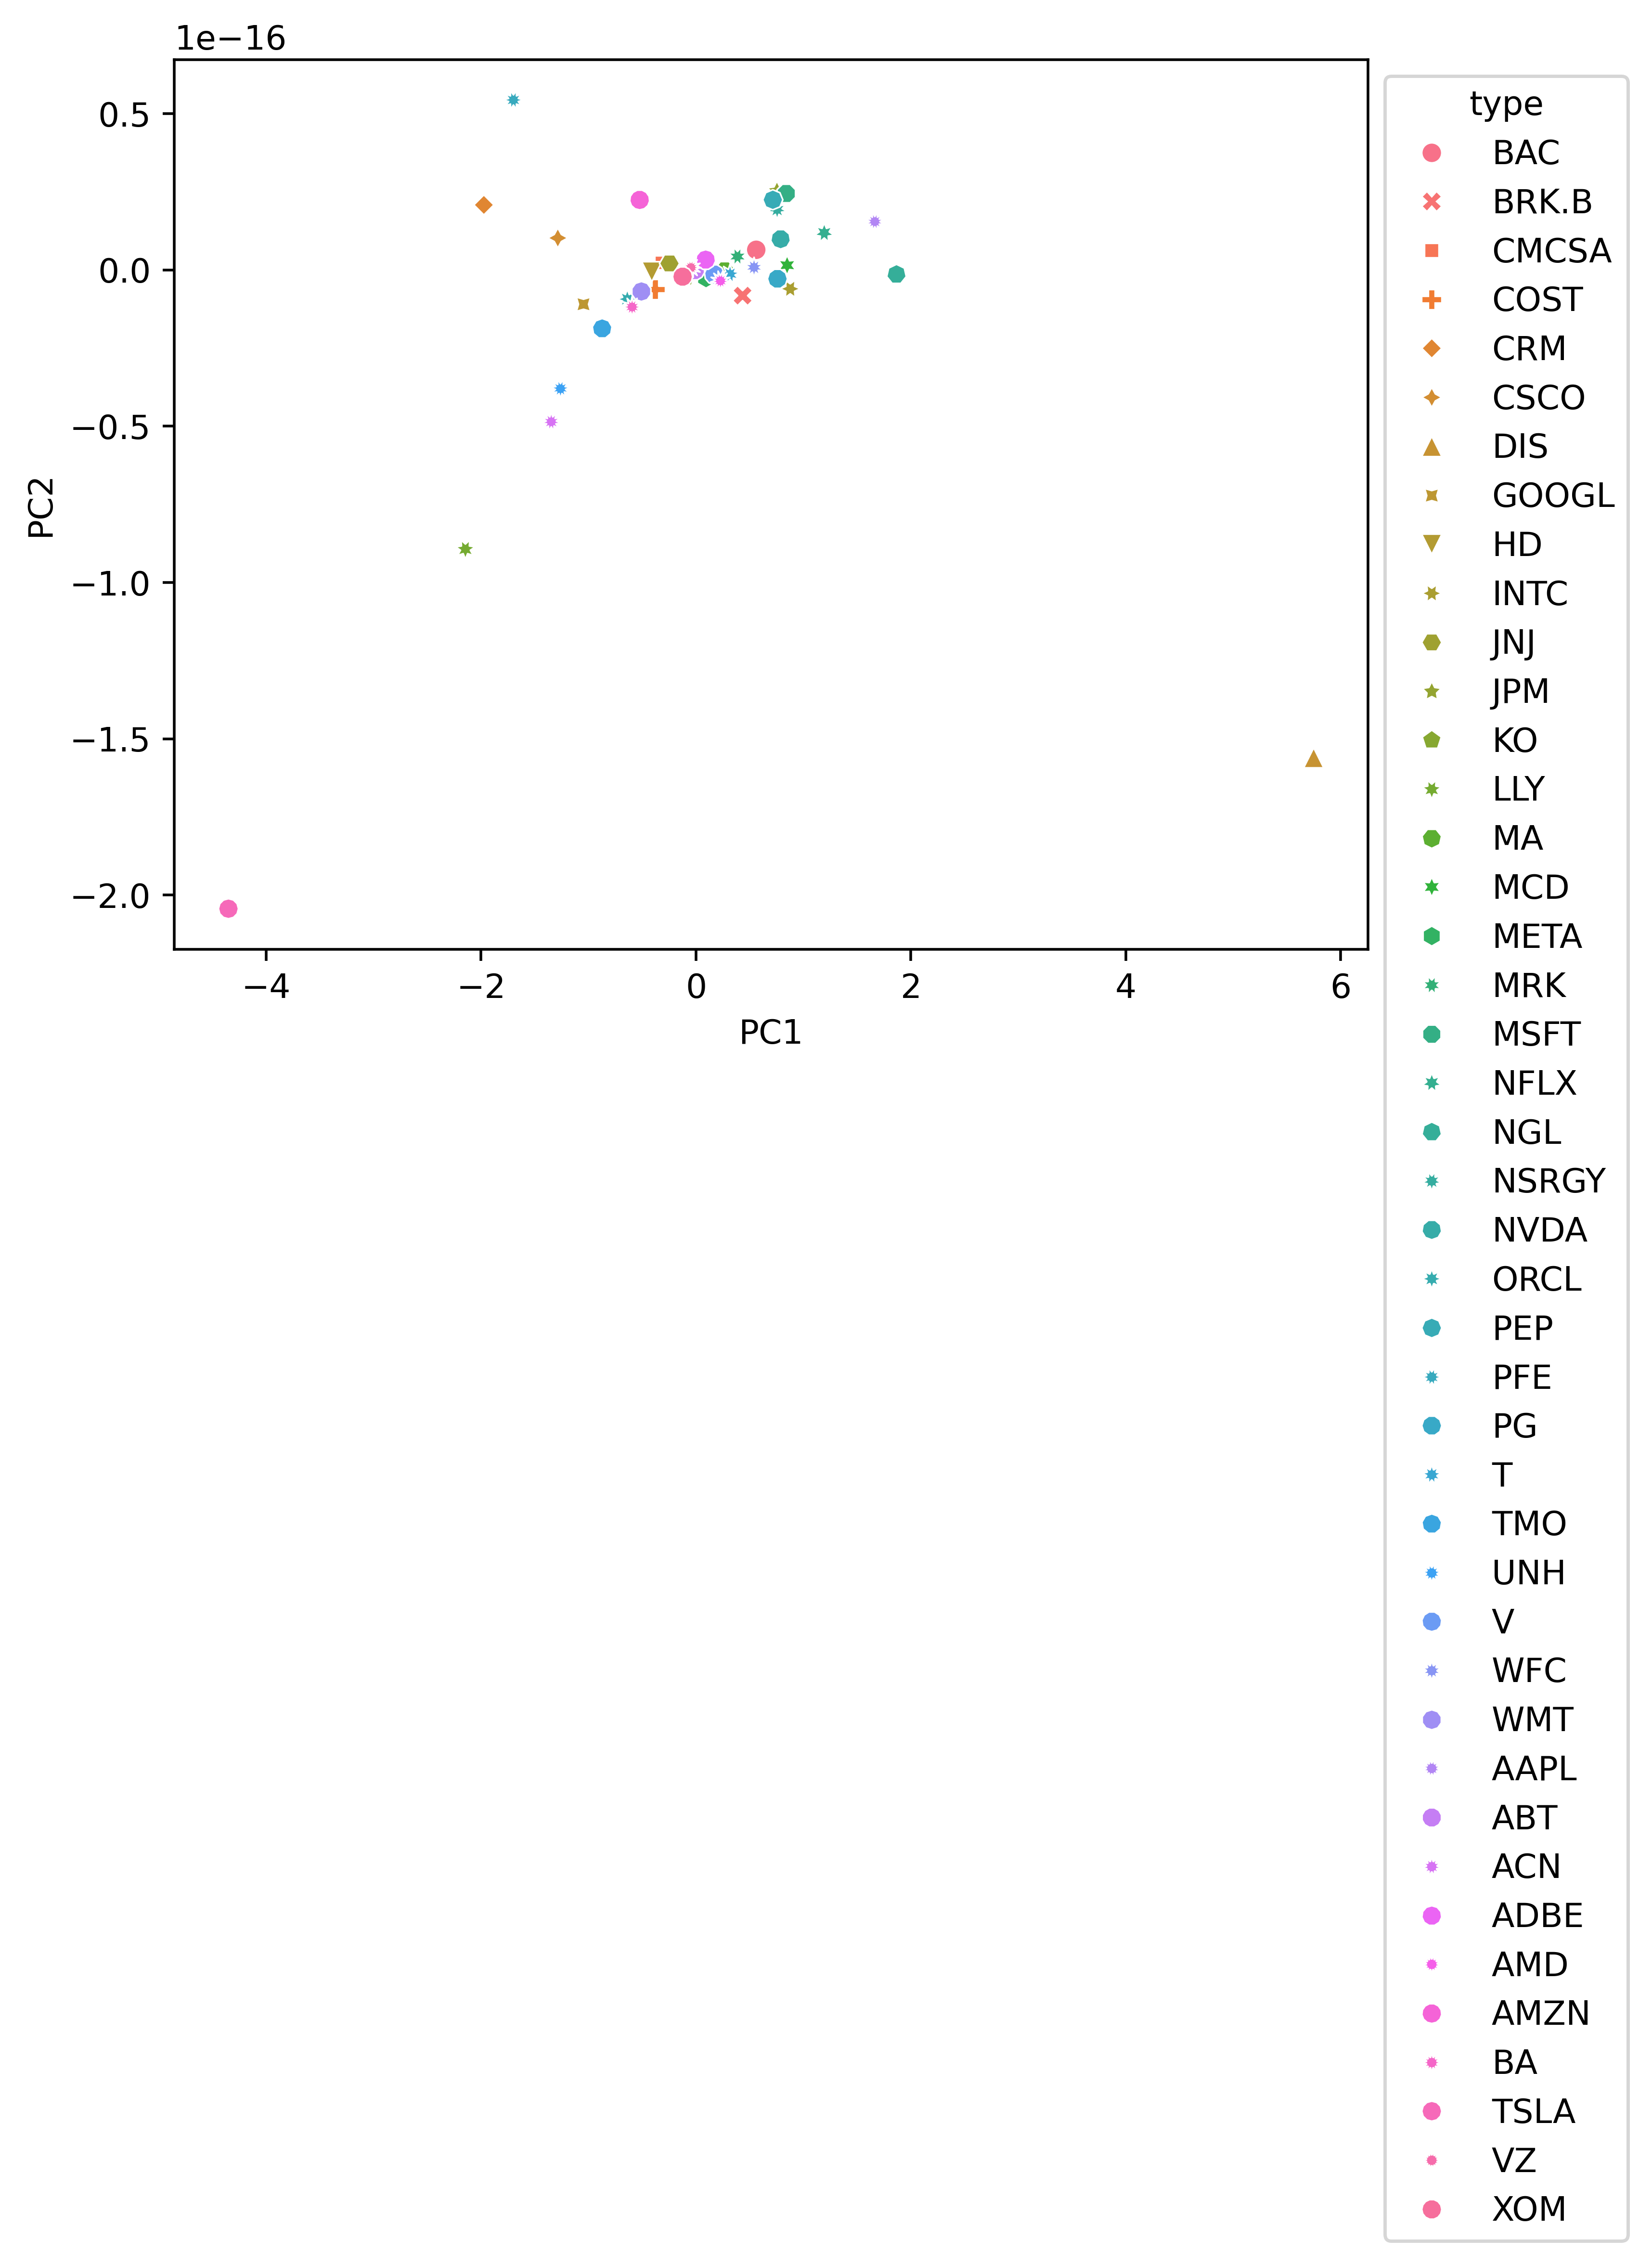 1e−16
0.5
0.0
−0.5
−1.0
−1.5
−2.0
PC2
−4
−2
0
2
4
6
PC1
type
BAC
BRK.B
CMCSA
COST
CRM
CSCO
DIS
GOOGL
HD
INTC
JNJ
JPM
KO
LLY
MA
MCD
META
MRK
MSFT
NFLX
NGL
NSRGY
NVDA
ORCL
PEP
PFE
PG
T
TMO
UNH
V
WFC
WMT
AAPL
ABT
ACN
ADBE
AMD
AMZN
BA
TSLA
VZ
XOM